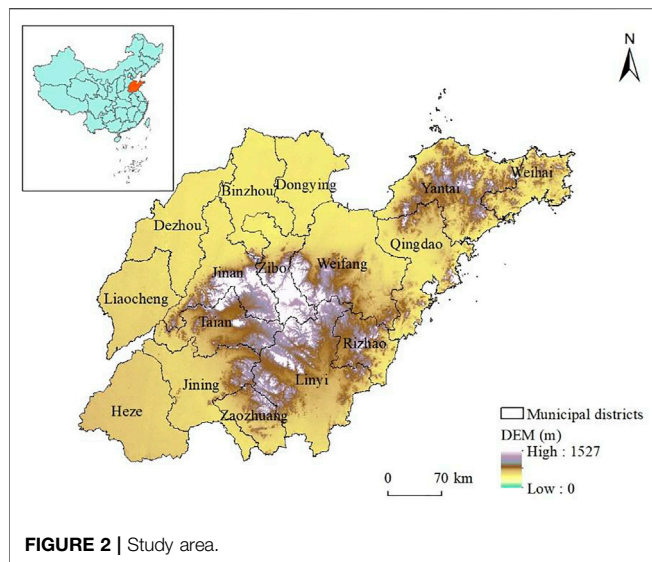 N
Binzhou
Dongying
Yantai
Weihai
Dezhou
Qingdao
Jinan
Zibo
Weifang
Liaocheng
Taian
Rizhao
Jining
Linyi
Heze
Zaozhuang
Municipal districts
DEM (m)
High : 1527
Low : 0
0 70 km
FIGURE 2 | Study area.